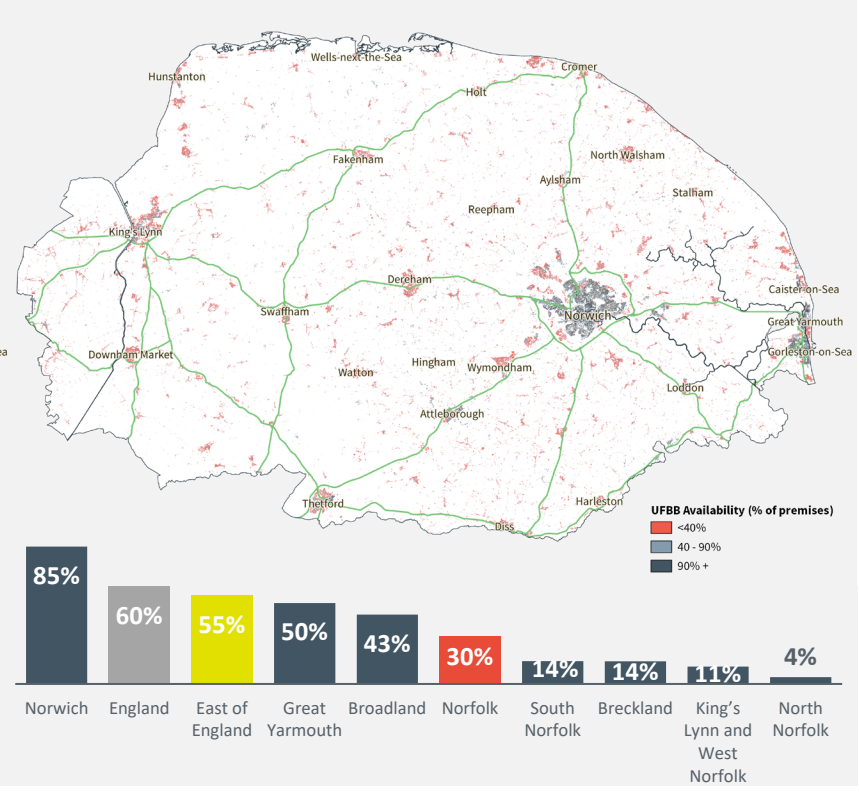 Wells-next-the-Sea
Cromer
Hunstanton
Holt
Fakenham
North Walsham
Aylsham
Stalham
Reepham
King's Lynn
Dereham
Caister-on-Sea
Swaffham
Norwich
Great Yarmouth
ea
Downham Market
Gorleston-on-Sea
Hingham
Wymondham
Watton
Loddon
Attleborough
Thetford
Harleston
Diss
UFBB Availability (% of premises)
<40%
40 - 90%
90% +
85%
60%
55%
50%
43%
30%
14%
14%
11%
4%
Norwich
England
East of
England
Great
Yarmouth
Broadland
Norfolk
South
Norfolk
Breckland
King's
Lynn and
West
Norfolk
North
Norfolk